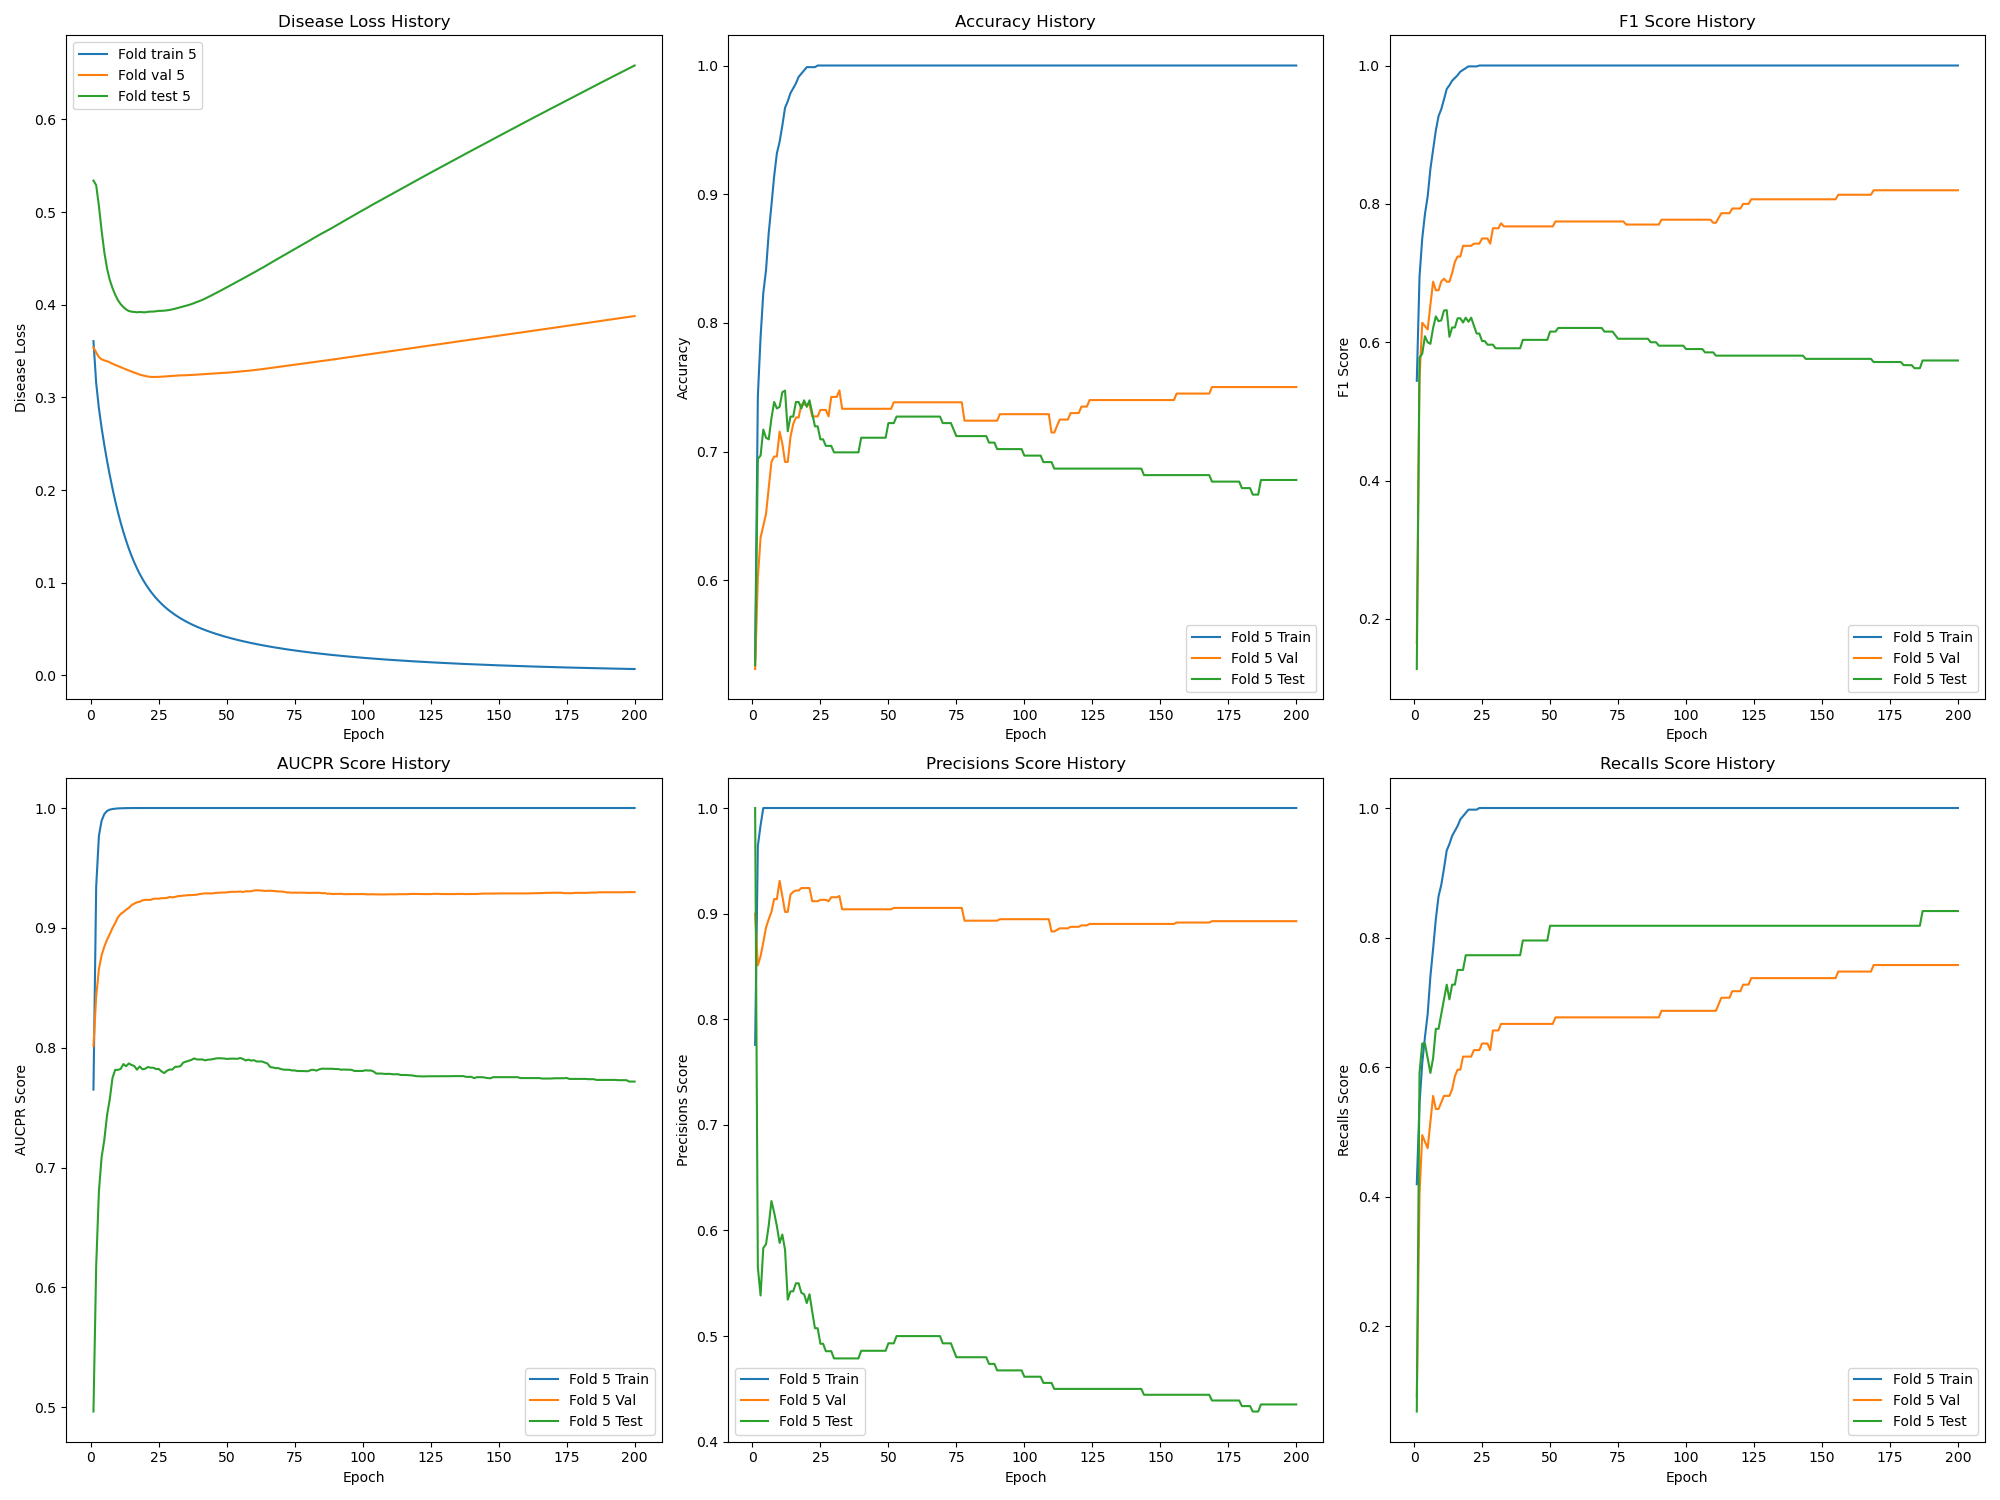 Disease Loss History
Fold train 5
Fold val 5
Fold test 5
0.6
0.5
0.4
0.3
0.2
0.1
0.0
Disease Loss
0 25 50 75 100 125 150 175 200
Epoch
Accuracy History
1.0
0.9
0.8
0.7
0.6
Accuracy
Fold 5 Train
Fold 5 Val
Fold 5 Test
0 25 50 75 100 125 150 175 200
Epoch
F1 Score History
1.0
0.8
0.6
0.4
0.2
F1 Score
Fold 5 Train
Fold 5 Val
Fold 5 Test
0 25 50 75 100 125 150 175 200
Epoch
AUCPR Score History
1.0
0.9
0.8
0.7
0.6
0.5
AUCPR Score
Fold 5 Train
Fold 5 Val
Fold 5 Test
0 25 50 75 100 125 150 175 200
Epoch
Precisions Score History
1.0
0.9
0.8
0.7
0.6
0.5
0.4
Precisions Score
Fold 5 Train
Fold 5 Val
Fold 5 Test
0 25 50 75 100 125 150 175 200
Epoch
Recalls Score History
1.0
0.8
0.6
0.4
0.2
Recalls Score
Fold 5 Train
Fold 5 Val
Fold 5 Test
0 25 50 75 100 125 150 175 200
Epoch